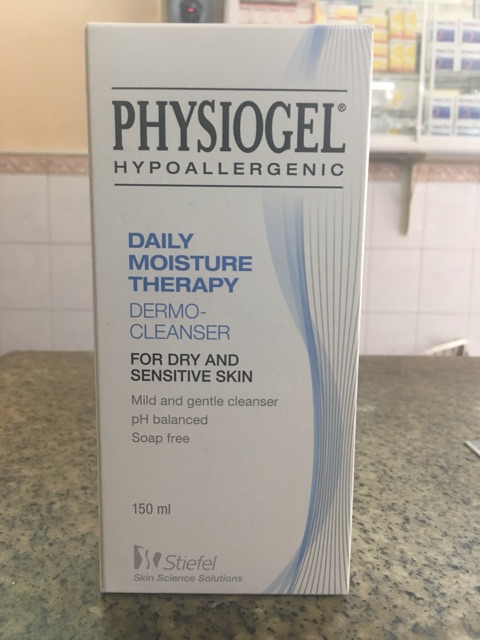 PHYSIOGEL®
HYPOALLERGENIC
DAILY
MOISTURE
THERAPY
DERMO-
CLEANSER
FOR DRY AND
SENSITIVE SKIN
Mild and gentle cleanser
pH balanced
Soap free
150 ml
Stiefel
Skin Science Solutions